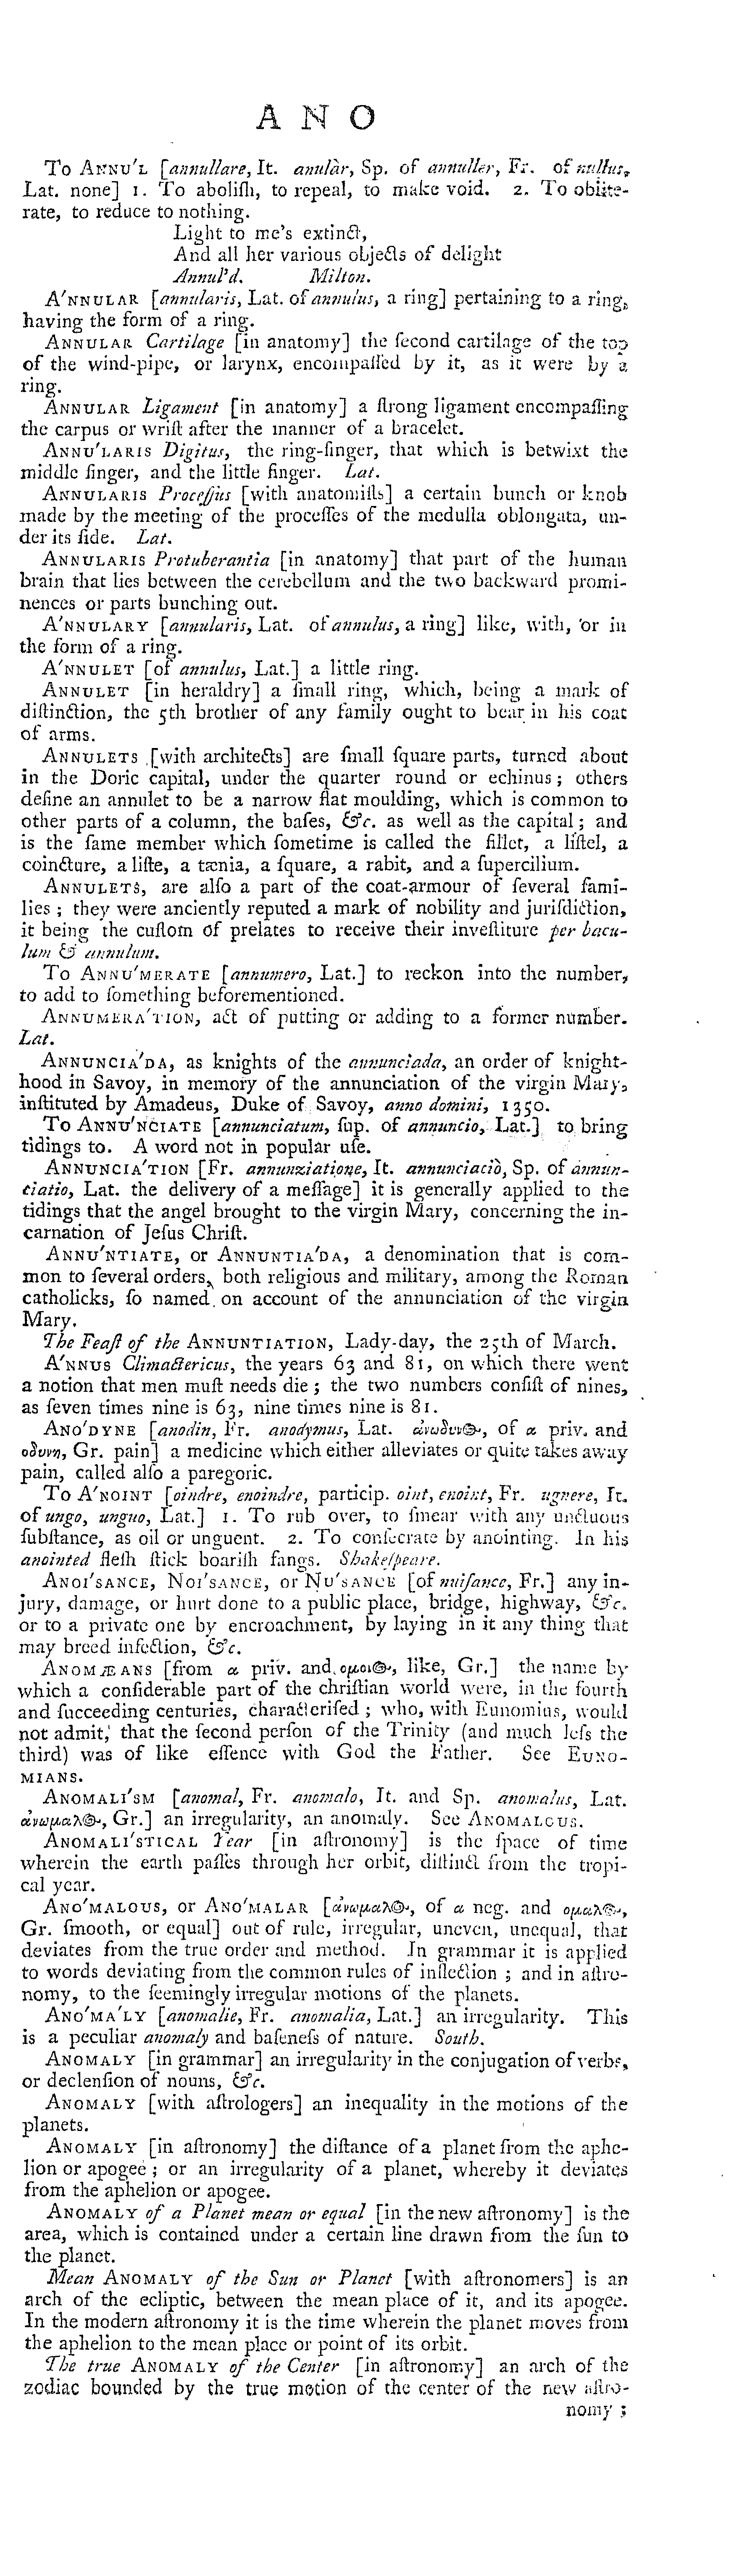 A N O
To ANNU'L [annullare, It. anulàr, Sp. of annuller, Fr. of nullus,
Lat. none] 1. To aboliſh, to repeal, to make void. 2. To oblite-
rate, to reduce to nothing.
Light to me's extinct,
And all her various objects of delight
Annul'd. Milton.
A'NNULAR [annularis, Lat. of annulus, a ring] pertaining to a ring,
having the form of a ring.
ANNULAR Cartilage [in anatomy] the ſecond cartilage of the top
of the wind-pipe, or larynx, encompaſſed by it, as it were by a
ring.
ANNULAR Ligament [in anatomy] a ſtrong ligament encompaſſing
the carpus or wriſt after the manner of a bracelet.
ANNU'LARIS Digitus, the ring-finger, that which is betwixt the
middle finger, and the little finger. Lat.
ANNULARIS Proceſſus [with anatomiſts] a certain bunch or knob
made by the meeting of the proceſſes of the medulla oblongata, un-
der its ſide. Lat.
ANNULARIS Protuberantia [in anatomy] that part of the human
brain that lies between the cerebellum and the two backward promi-
nences or parts bunching out.
A'NNULARY [annularis, Lat. of annulus, a ring] like, with, or in
the form of a ring.
A'NNULET [of annulus, Lat.] a little ring.
ANNULET [in heraldry] a ſmall ring, which, being a mark of
diſtinction, the 5th brother of any family ought to bear in his coat
of arms.
ANNULETS [with architects] are ſmall ſquare parts, turned about
in the Doric capital, under the quarter round or echinus; others
define an annulet to be a narrow flat moulding, which is common to
other parts of a column, the baſes, &c. as well as the capital; and
is the ſame member which ſometime is called the fillet, a liſtel, a
coincture, a liſte, a tænia, a ſquare, a rabit, and a ſupercilium.
ANNULETS, are alſo a part of the coat-armour of ſeveral fami-
lies; they were anciently reputed a mark of nobility and juriſdiction,
it being the cuſtom of prelates to receive their inveſtiture per bacu-
lum & annulum.
To ANNU'MERATE [annumero, Lat.] to reckon into the number,
to add to ſomething beforementioned.
ANNUMERA'TION, act of putting or adding to a former number.
Lat.
ANNUNCIA'DA, as knights of the annunciada, an order of knight-
hood in Savoy, in memory of the annunciation of the virgin Mary,
inſtituted by Amadeus, Duke of Savoy, anno domini, 1350.
To ANNU'NCIATE [annunciatum, ſup. of annuncio, Lat.] to bring
tidings to. A word not in popular uſe.
ANNUNCIA'TION [Fr. annunziatione, It. annunciaciò, Sp. of annun-
tiatio, Lat. the delivery of a meſſage] it is generally applied to the
tidings that the angel brought to the virgin Mary, concerning the in-
carnation of Jeſus Chriſt.
ANNU'NTIATE, or ANNUNTIA'DA, a denomination that is com-
mon to ſeveral orders, both religious and military, among the Roman
catholicks, ſo named on account of the annunciation of the virgin
Mary.
The Feaſt of the ANNUNTIATION, Lady-day, the 25th of March.
A'NNUS Climactericus, the years 63 and 81, on which there went
a notion that men muſt needs die; the two numbers conſiſt of nines,
as ſeven times nine is 63, nine times nine is 81.
ANO'DYNE [anodin, Fr. anodymus, Lat. ἀνωδυνος, of α priv. and
οδυνη, Gr. pain] a medicine which either alleviates or quite takes away
pain, called alſo a paregoric.
To A'NOINT [oindre, enoindre, particip. oint, enoint, Fr. ugnere, It.
of ungo, unguo, Lat.] 1. To rub over, to ſmear with any unctuous
ſubſtance, as oil or unguent. 2. To conſecrate by anointing. In his
anointed fleſh ſtick boariſh fangs. Shakeſpeare.
ANOI'SANCE, NOI'SANCE, or NU'SANCE [of nuiſance, Fr.] any in-
jury, damage, or hurt done to a public place, bridge, highway, &c.
or to a private one by encroachment, by laying in it any thing that
may breed infection, &c.
ANOMÆANS [from α priv. and ομοιος, like, Gr.] the name by
which a conſiderable part of the chriſtian world were, in the fourth
and ſucceeding centuries, characteriſed; who, with Eunomius, would
not admit, that the ſecond perſon of the Trinity (and much leſs the
third) was of like eſſence with God the Father. See EUNO-
MIANS.
ANOMALI'SM [anomal, Fr. anomalo, It. and Sp. anomalus, Lat.
ἀνωμαλος, Gr.] an irregularity, an anomaly. See ANOMALOUS.
ANOMALI'STICAL Year [in aſtronomy] is the ſpace of time
wherein the earth paſſes through her orbit, diſtinct from the tropi-
cal year.
ANO'MALOUS, or ANO'MALAR [ἀνωμαλος, of α neg. and ομαλος,
Gr. ſmooth, or equal] out of rule, irregular, uneven, unequal, that
deviates from the true order and method. In grammar it is applied
to words deviating from the common rules of inflection; and in aſtro-
nomy, to the ſeemingly irregular motions of the planets.
ANO'MA'LY [anomalie, Fr. anomalia, Lat.] an irregularity. This
is a peculiar anomaly and baſeneſs of nature. South.
ANOMALY [in grammar] an irregularity in the conjugation of verbs,
or declenſion of nouns, &c.
ANOMALY [with aſtrologers] an inequality in the motions of the
planets.
ANOMALY [in aſtronomy] the diſtance of a planet from the aphe-
lion or apogee; or an irregularity of a planet, whereby it deviates
from the aphelion or apogee.
ANOMALY of a Planet mean or equal [in the new aſtronomy] is the
area, which is contained under a certain line drawn from the ſun to
the planet.
Mean ANOMALY of the Sun or Planet [with aſtronomers] is an
arch of the ecliptic, between the mean place of it, and its apogee.
In the modern aſtronomy it is the time wherein the planet moves from
the aphelion to the mean place or point of its orbit.
The true ANOMALY of the Center [in aſtronomy] an arch of the
zodiac bounded by the true motion of the center of the new aſtro-
nomy;